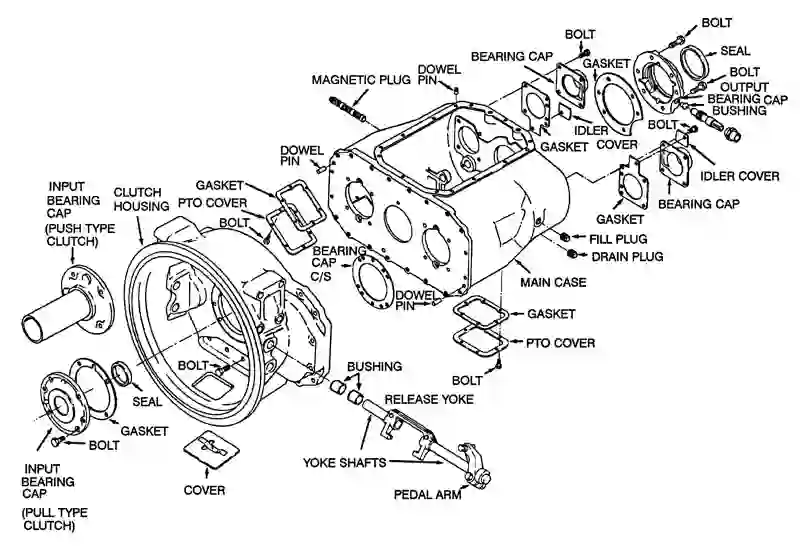 BOLT
BOLT
SEAL
BEARING CAP
GASKET
BOLT
DOWEL
PIN
MAGNETIC PLUG
OUTPUT
BEARING CAP
BUSHING
BOLT
IDLER
COVER
GASKET
DOWEL
PIN
IDLER COVER
BEARING CAP
GASKET
INPUT
BEARING
CAP
(PUSH TYPE
CLUTCH)
CLUTCH
HOUSING
GASKET
PTO COVER
BOLT
BEARING
CAP
C/S
FILL PLUG
DRAIN PLUG
MAIN CASE
DOWEL
PIN
GASKET
PTO COVER
BOLT
BOLT
BUSHING
RELEASE YOKE
SEAL
GASKET
BOLT
YOKE SHAFTS
PEDAL ARM
COVER
INPUT
BEARING
CAP
(PULL TYPE
CLUTCH)